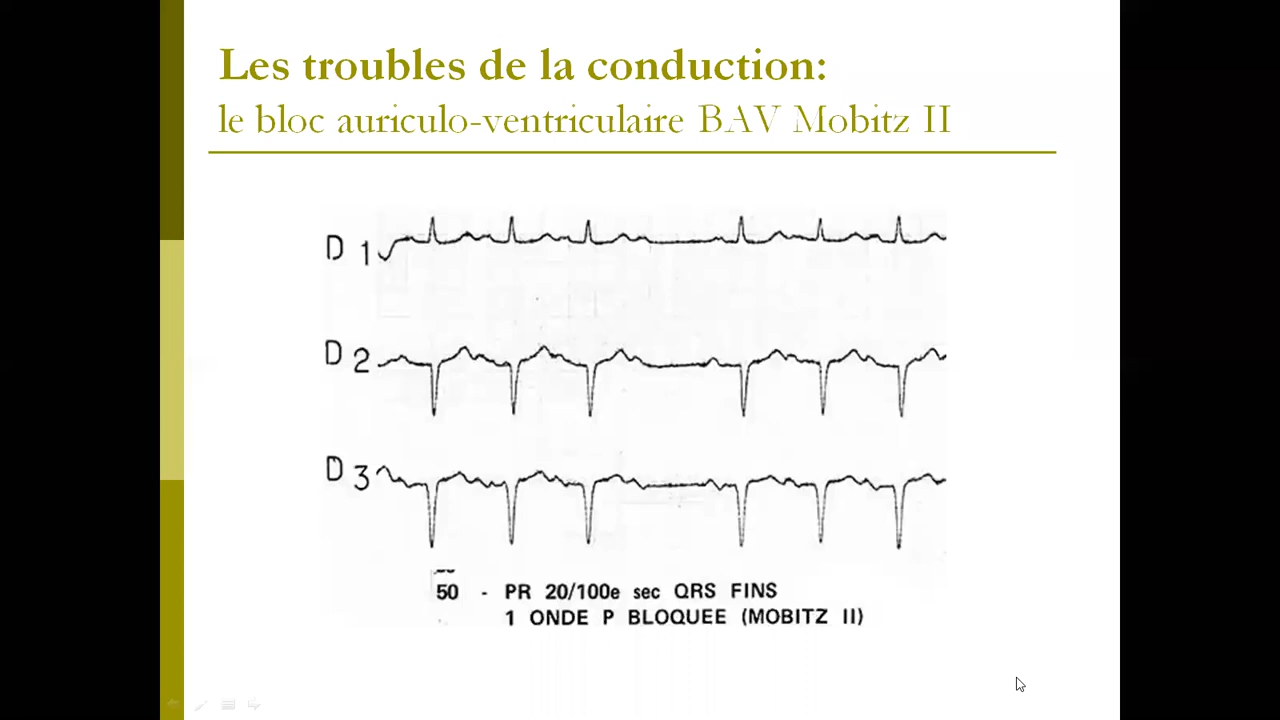 Les troubles de la conduction:
le bloc auriculo-ventriculaire BAV Mobitz II
D 1
D 2
D 3
50 - PR 20/100e sec QRS FINS
1 ONDE P BLOQUEE (MOBITZ II)